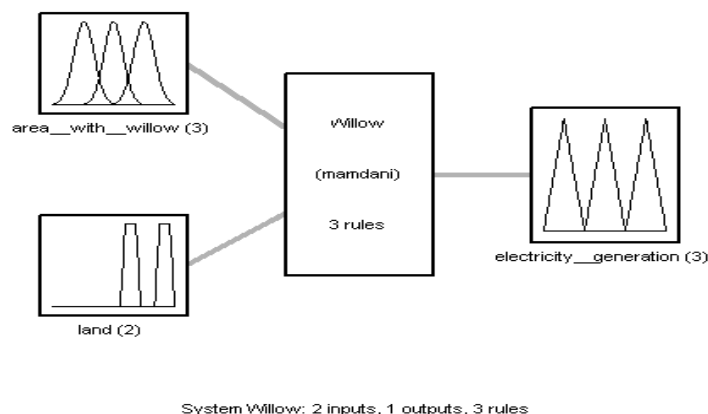 area__with__willow (3)
land (2)
Willow
(mamdani)
3 rules
electricity__generation (3)
System Willow: 2 inputs, 1 outputs, 3 rules